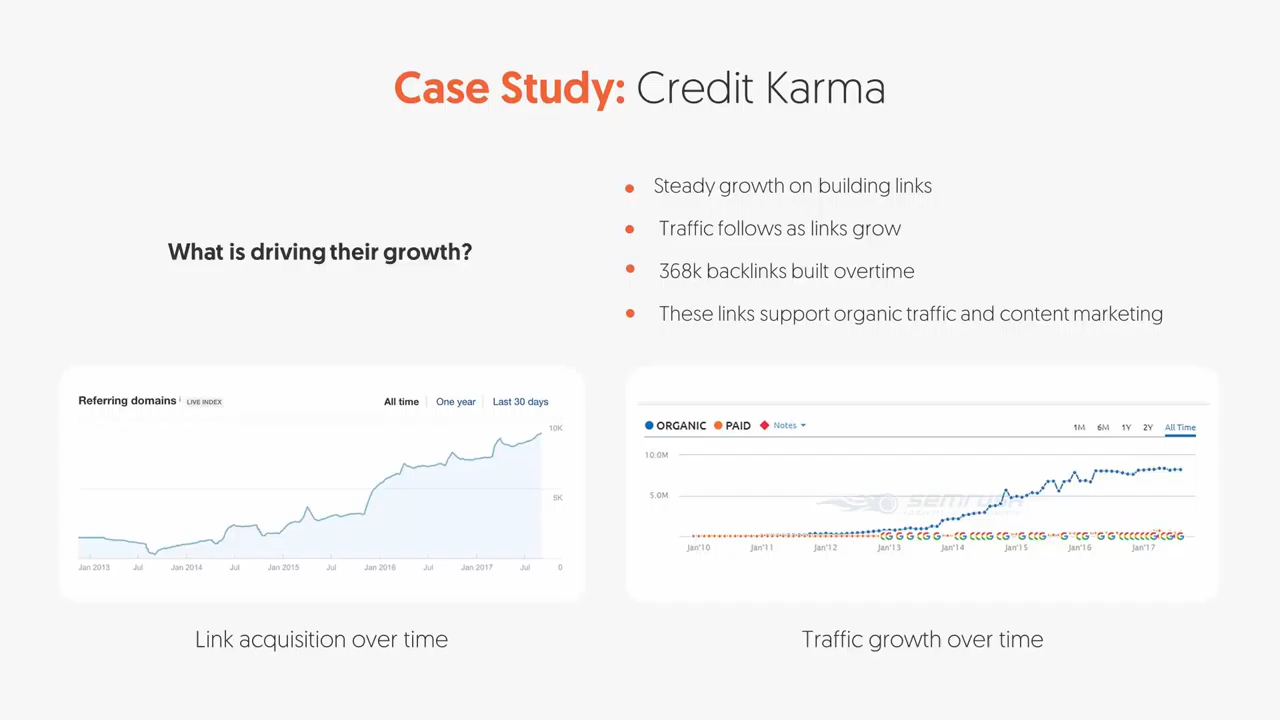 Case Study: Credit Karma
What is driving their growth?
Steady growth on building links
Traffic follows as links grow
368k backlinks built overtime
These links support organic traffic and content marketing
Referring domains i LIVE INDEX All time One year Last 30 days
10K
5K
Jan 2013 Jul Jan 2014 Jul Jan 2015 Jul Jan 2016 Jul Jan 2017 Jul 0
Link acquisition over time
ORGANIC PAID Notes 1M 6M 1Y 2Y All Time
10.0M
5.0M
semrush
Jan'10 Jan'11 Jan'12 Jan'13 Jan'14 Jan'15 Jan'16 Jan'17
Traffic growth over time